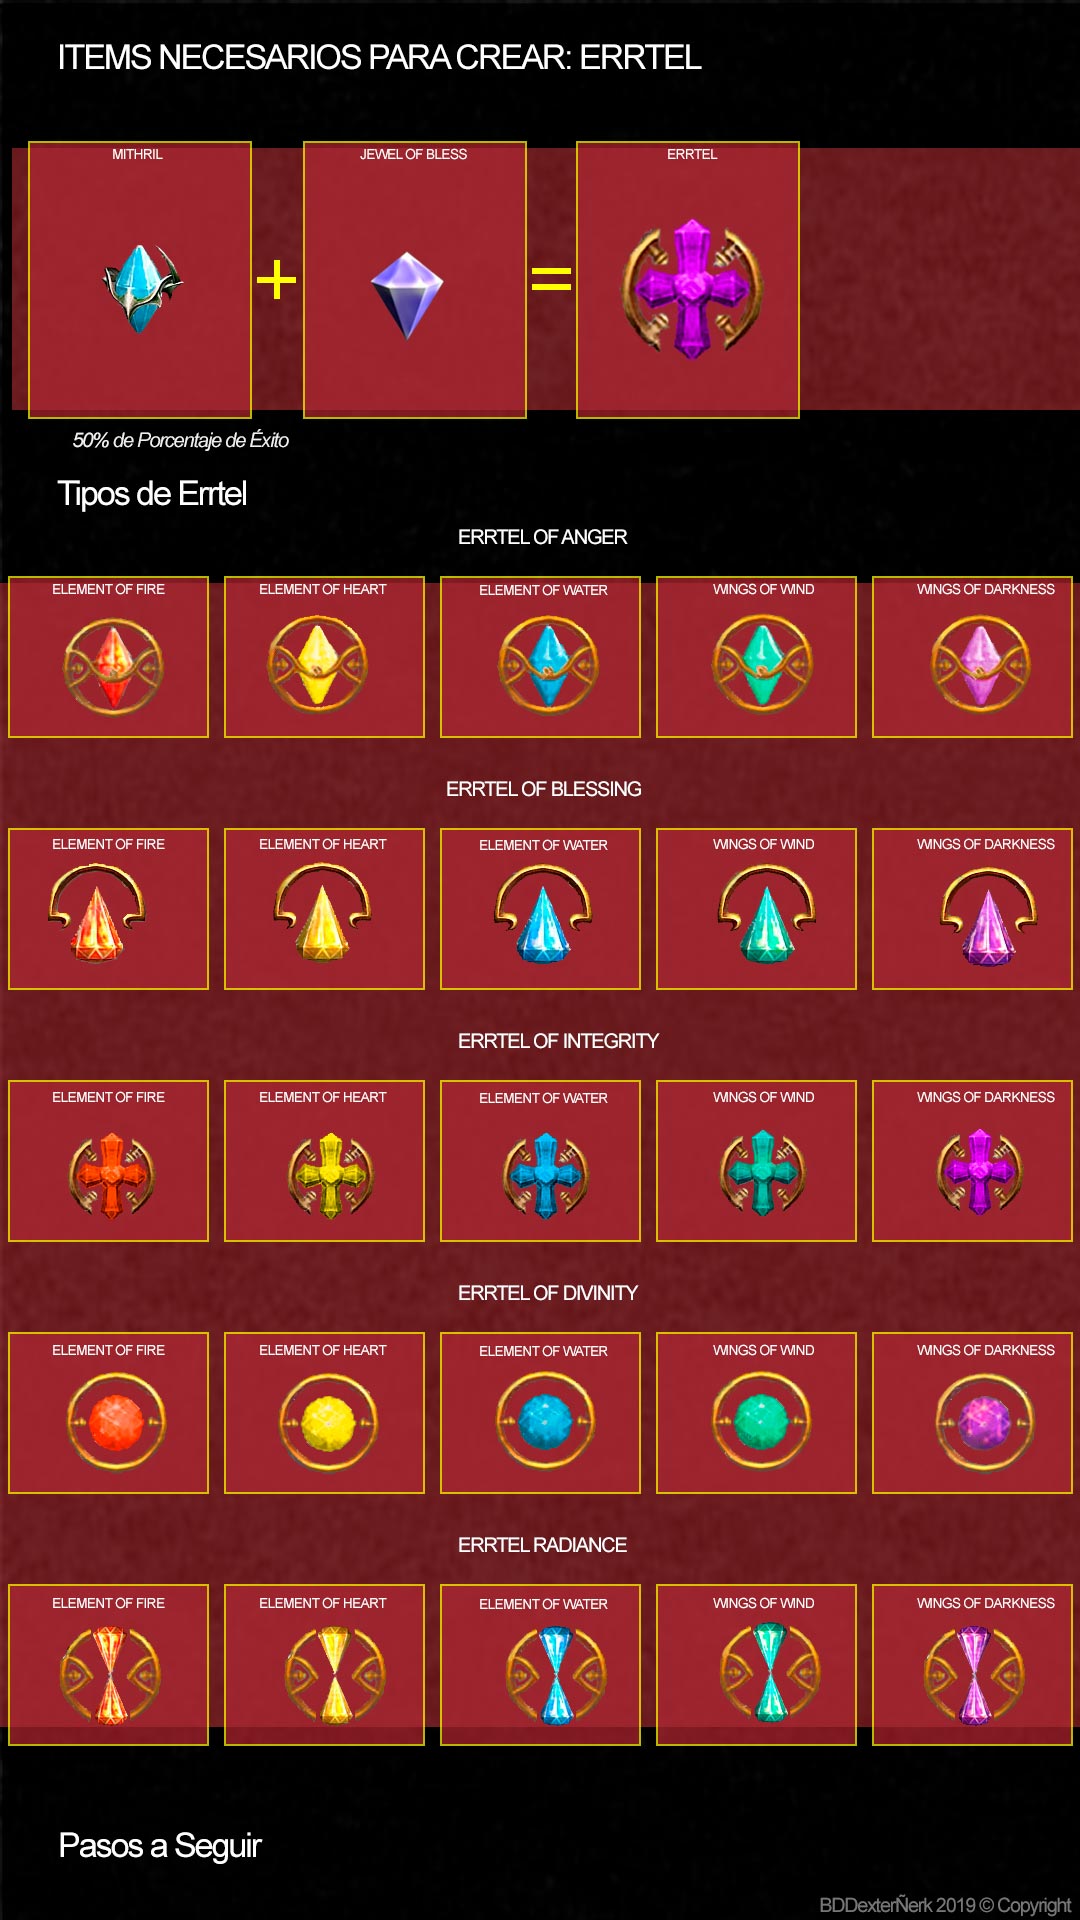 ITEMS NECESARIOS PARA CREAR: ERRTEL
MITHRIL
JEWEL OF BLESS
ERRTEL
50% de Porcentaje de Éxito
Tipos de Errtel
ERRTEL OF ANGER
ELEMENT OF FIRE
ELEMENT OF HEART
ELEMENT OF WATER
WINGS OF WIND
WINGS OF DARKNESS
ERRTEL OF BLESSING
ELEMENT OF FIRE
ELEMENT OF HEART
ELEMENT OF WATER
WINGS OF WIND
WINGS OF DARKNESS
ERRTEL OF INTEGRITY
ELEMENT OF FIRE
ELEMENT OF HEART
ELEMENT OF WATER
WINGS OF WIND
WINGS OF DARKNESS
ERRTEL OF DIVINITY
ELEMENT OF FIRE
ELEMENT OF HEART
ELEMENT OF WATER
WINGS OF WIND
WINGS OF DARKNESS
ERRTEL RADIANCE
ELEMENT OF FIRE
ELEMENT OF HEART
ELEMENT OF WATER
WINGS OF WIND
WINGS OF DARKNESS
Pasos a Seguir
BDDexterÑerk 2019 © Copyright